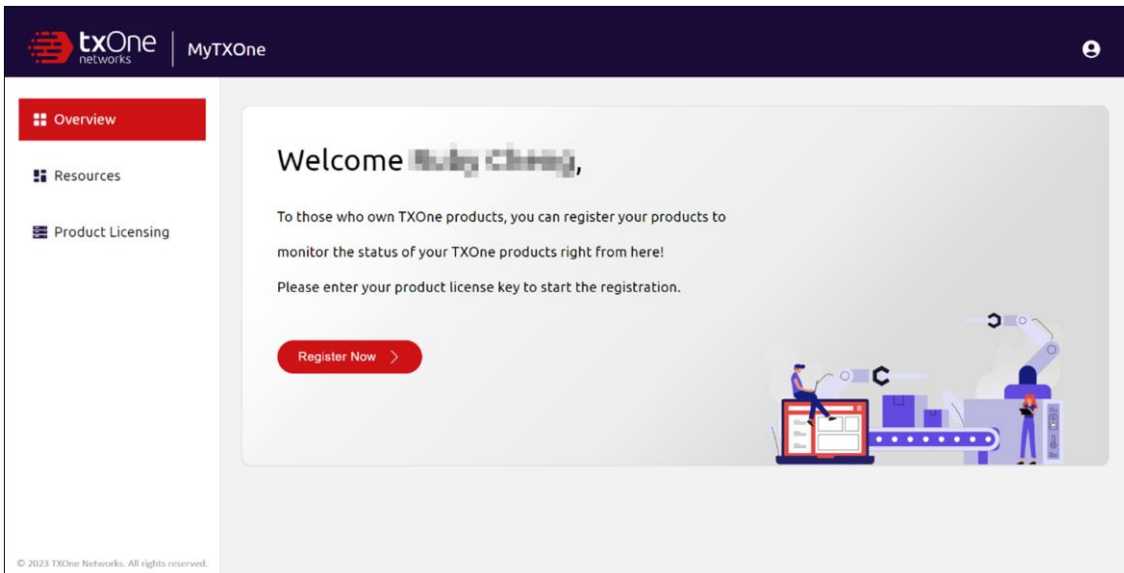 txOne
networks
MyTXOne
Overview
Resources
Product Licensing
Welcome ,
To those who own TXOne products, you can register your products to
monitor the status of your TXOne products right from here!
Please enter your product license key to start the registration.
Register Now
© 2023 TXOne Networks. All rights reserved.